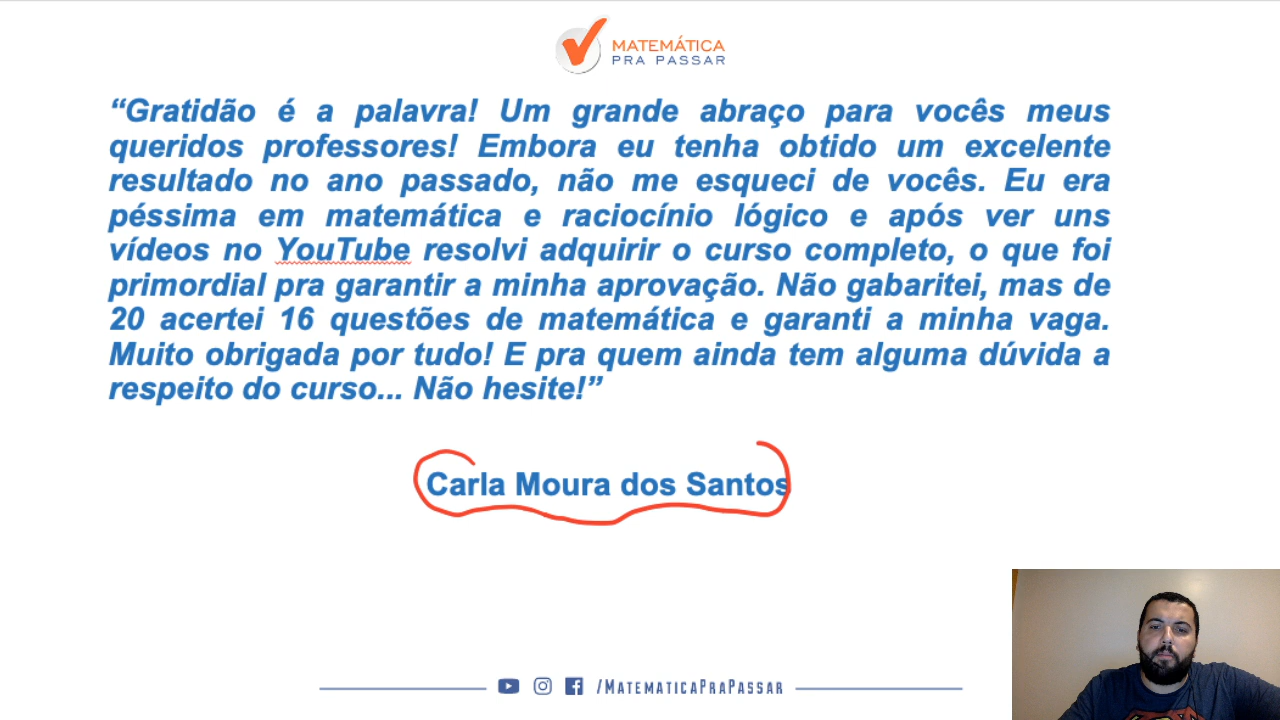 MATEMÁTICA
PRA PASSAR
“Gratidão é a palavra! Um grande abraço para vocês meus
queridos professores! Embora eu tenha obtido um excelente
resultado no ano passado, não me esqueci de vocês. Eu era
péssima em matemática e raciocínio lógico e após ver uns
vídeos no YouTube resolvi adquirir o curso completo, o que foi
primordial pra garantir a minha aprovação. Não gabaritei, mas de
20 acertei 16 questões de matemática e garanti a minha vaga.
Muito obrigada por tudo! E pra quem ainda tem alguma dúvida a
respeito do curso... Não hesite!”
Carla Moura dos Santos
/MATEMATICAPRAPASSAR